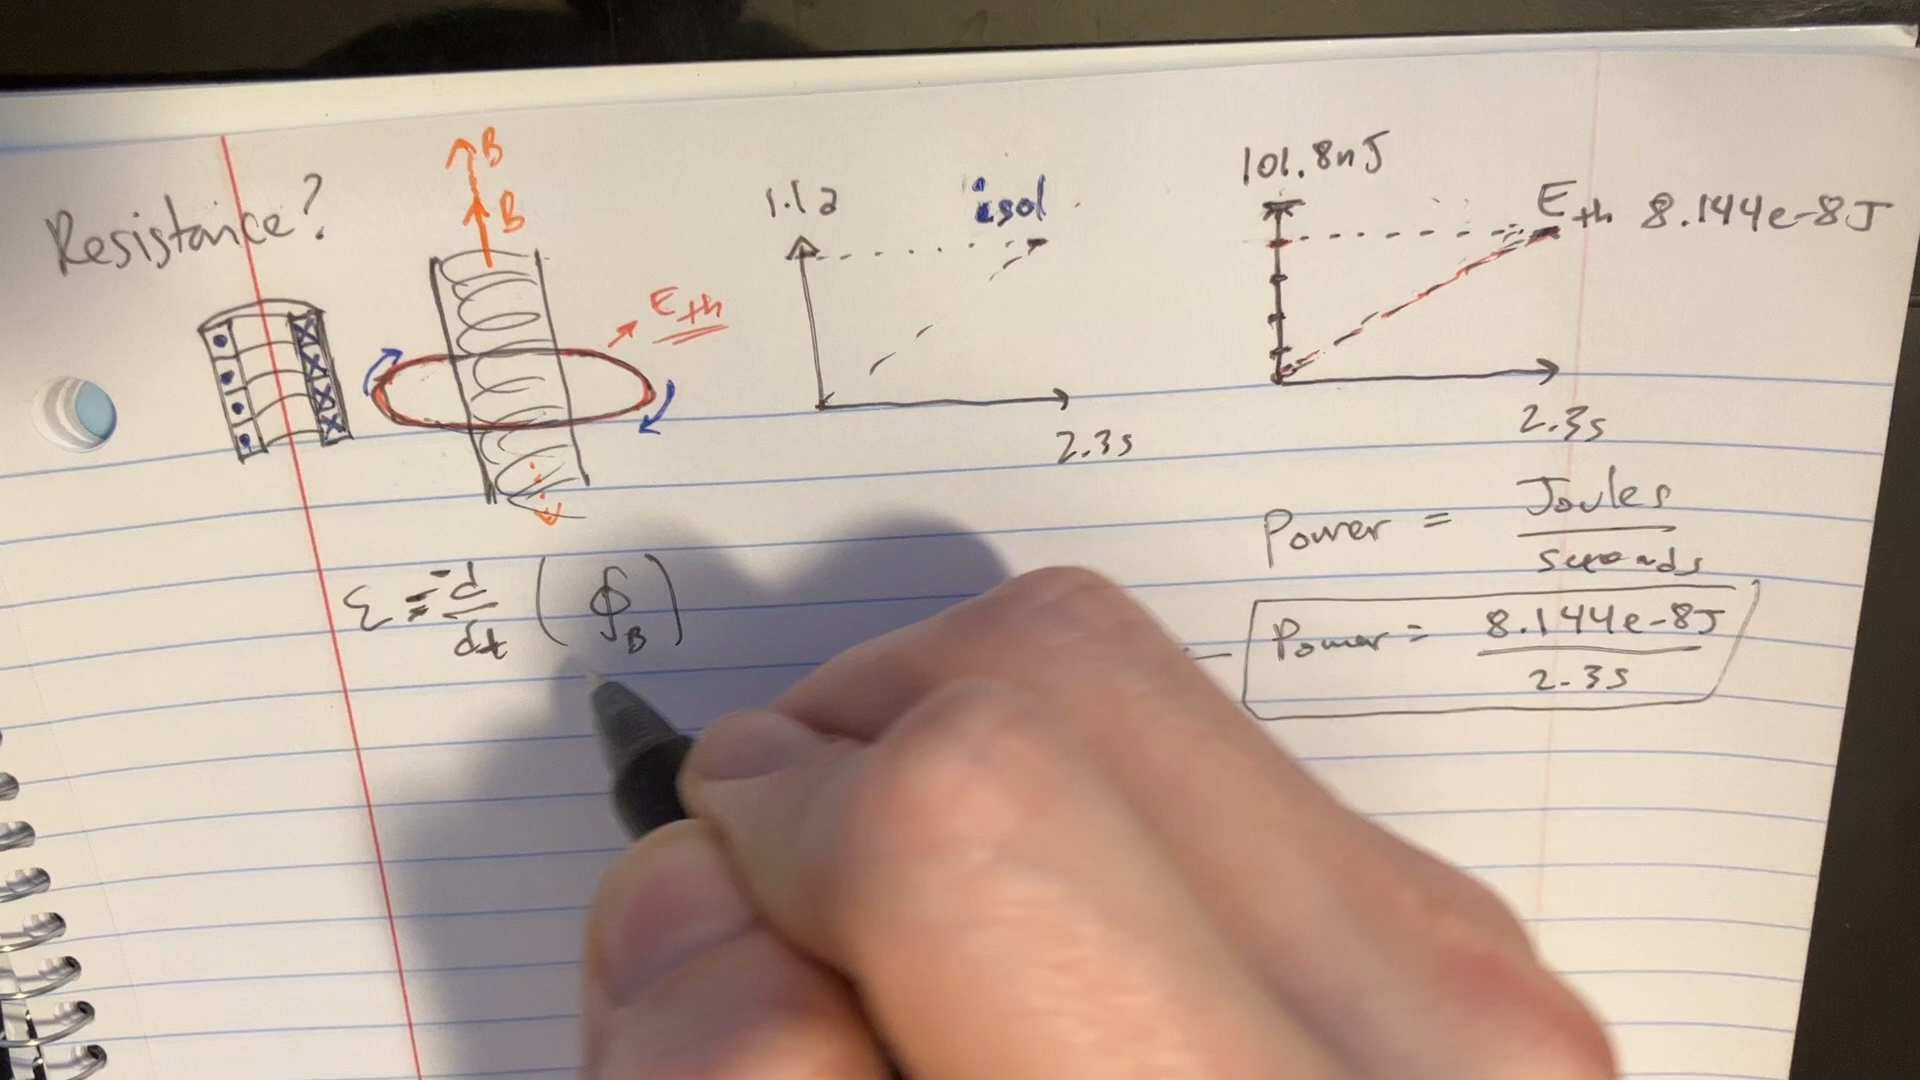 Resistance?
B
B
Eth
1.1a
isol
2.3s
101.8nJ
Eth 8.144e-8J
2.3s
Power = Joules
seconds
Power = 8.144e-8J
2.3s
ε = -d
dt
( ΦB )